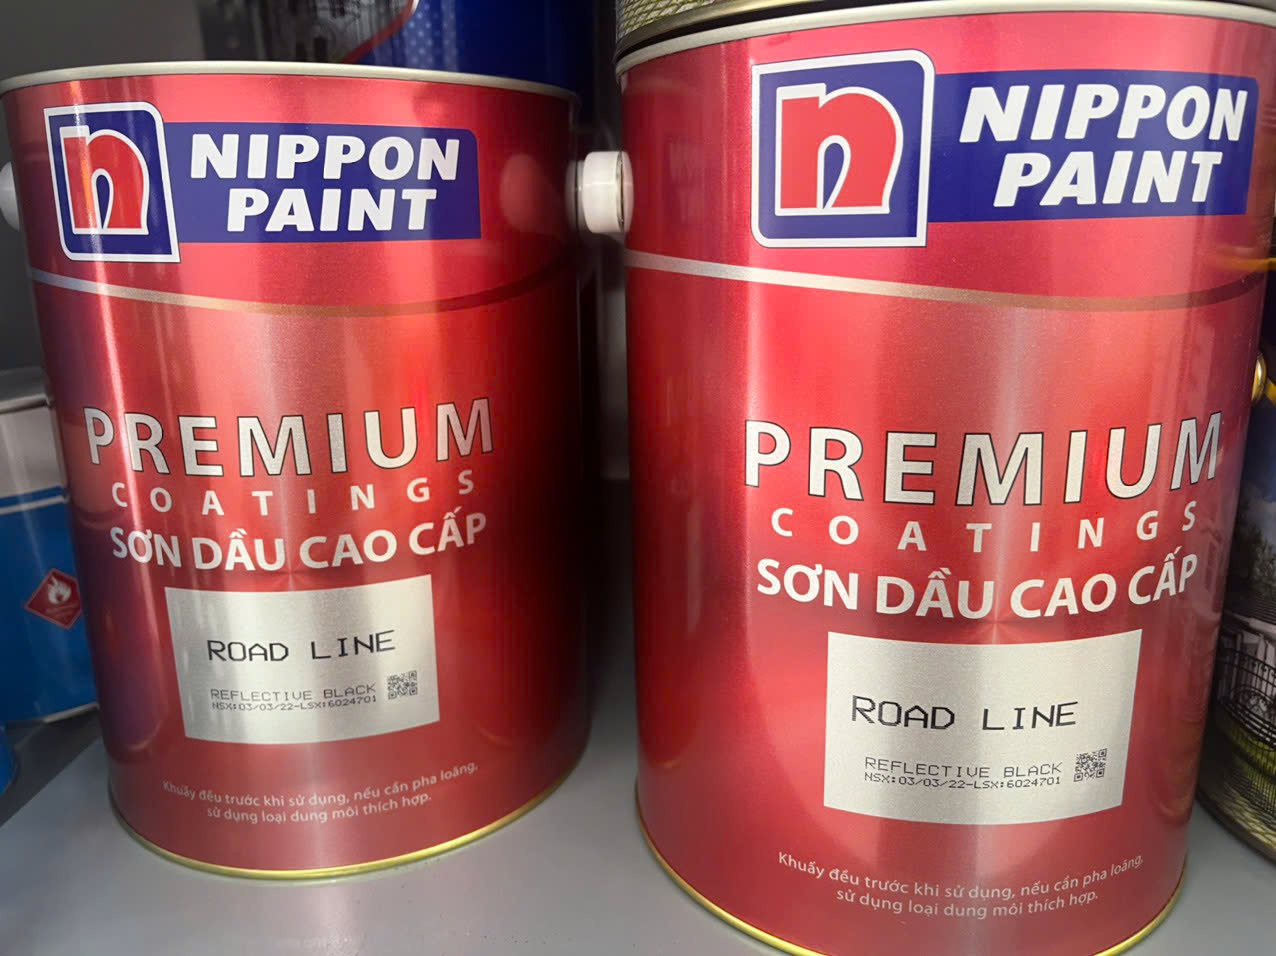 NIPPON
PAINT
PREMIUM
COATINGS
SƠN DẦU CAO CẤP
ROAD LINE
REFLECTIVE BLACK
NSX:03/03/22-LSX:6024701
Khuấy đều trước khi sử dụng, nếu cần pha loãng,
sử dụng loại dung môi thích hợp.
NIPPON
PAINT
PREMIUM
COATINGS
SƠN DẦU CAO CẤP
ROAD LINE
REFLECTIVE BLACK
NSX:03/03/22-LSX:6024701
Khuấy đều trước khi sử dụng, nếu cần pha loãng,
sử dụng loại dung môi thích hợp.